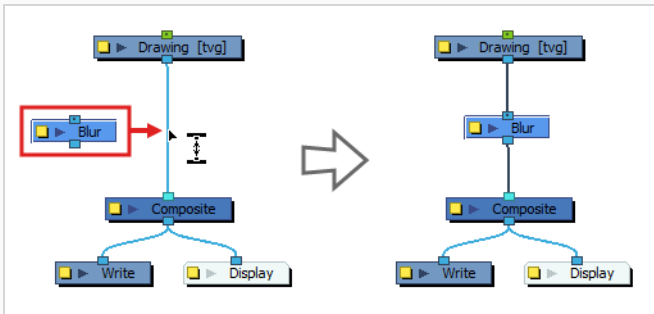 Drawing [tvg]
Blur
Composite
Write
Display
Drawing [tvg]
Blur
Composite
Write
Display